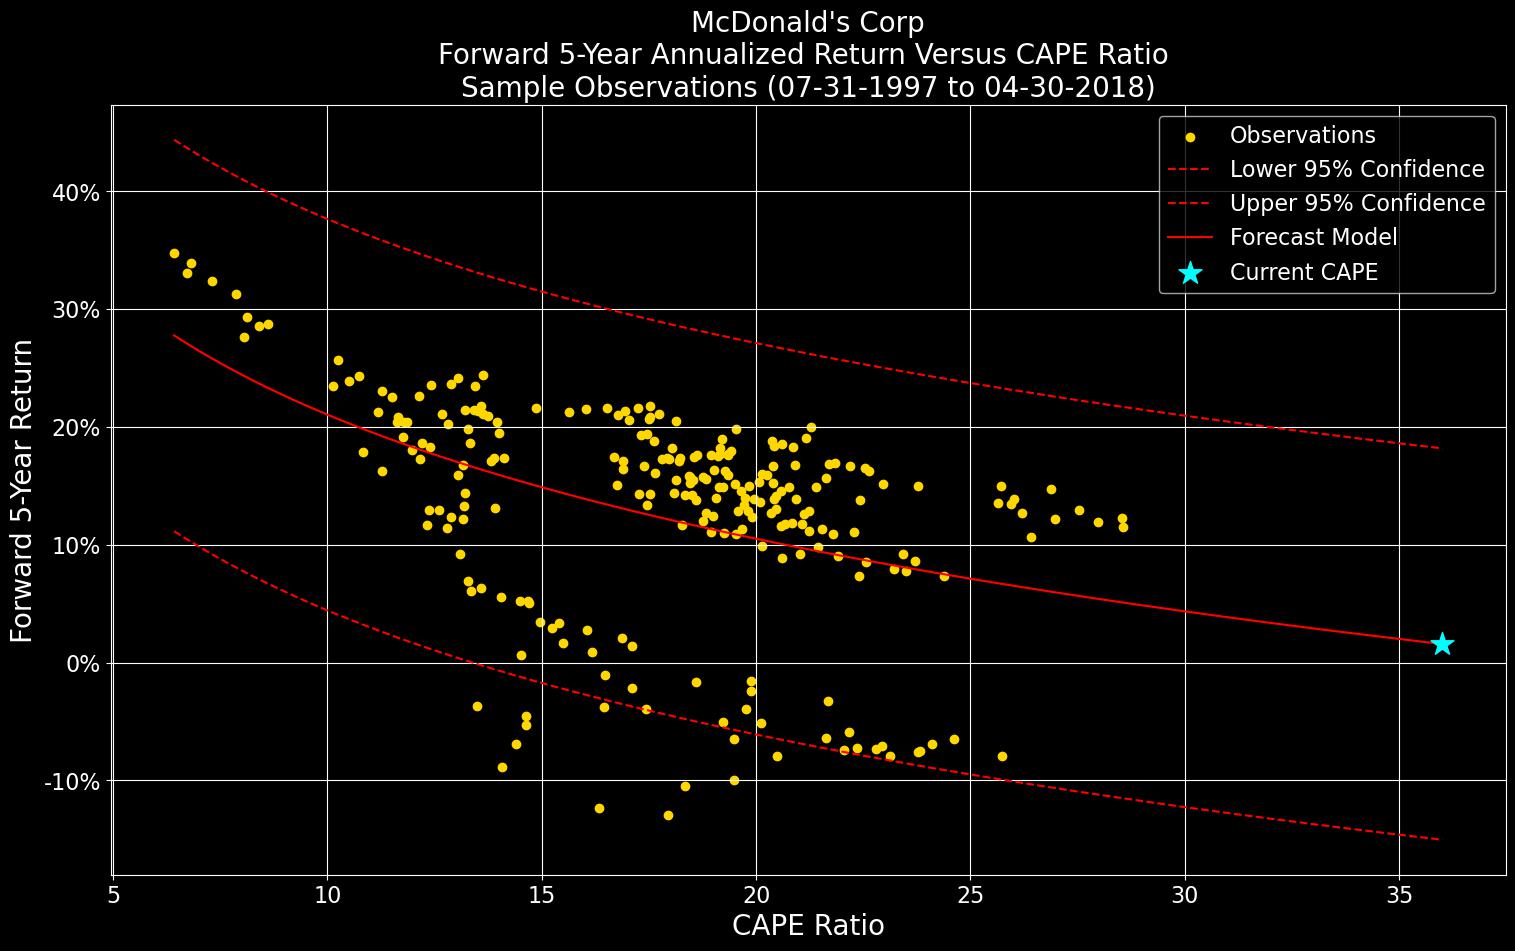 McDonald's Corp
Forward 5-Year Annualized Return Versus CAPE Ratio
Sample Observations (07-31-1997 to 04-30-2018)
Observations
Lower 95% Confidence
Upper 95% Confidence
Forecast Model
Current CAPE
Forward 5-Year Return
40%
30%
20%
10%
0%
-10%
5 10 15 20 25 30 35
CAPE Ratio